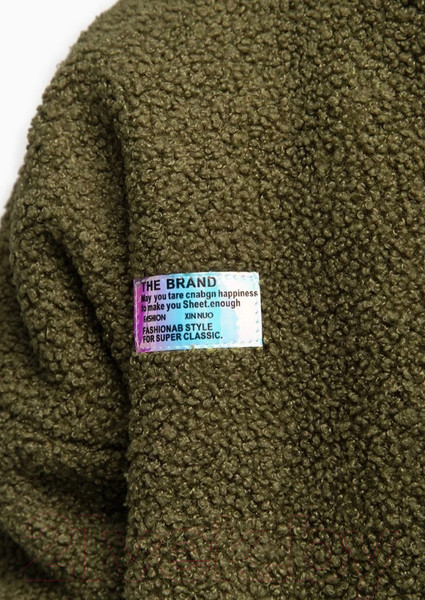 THE BRAND
May you tare cnabgn happiness
to make you Sheet.enough
FASHION XIN NUO
FASHIONAB STYLE
FOR SUPER CLASSIC.